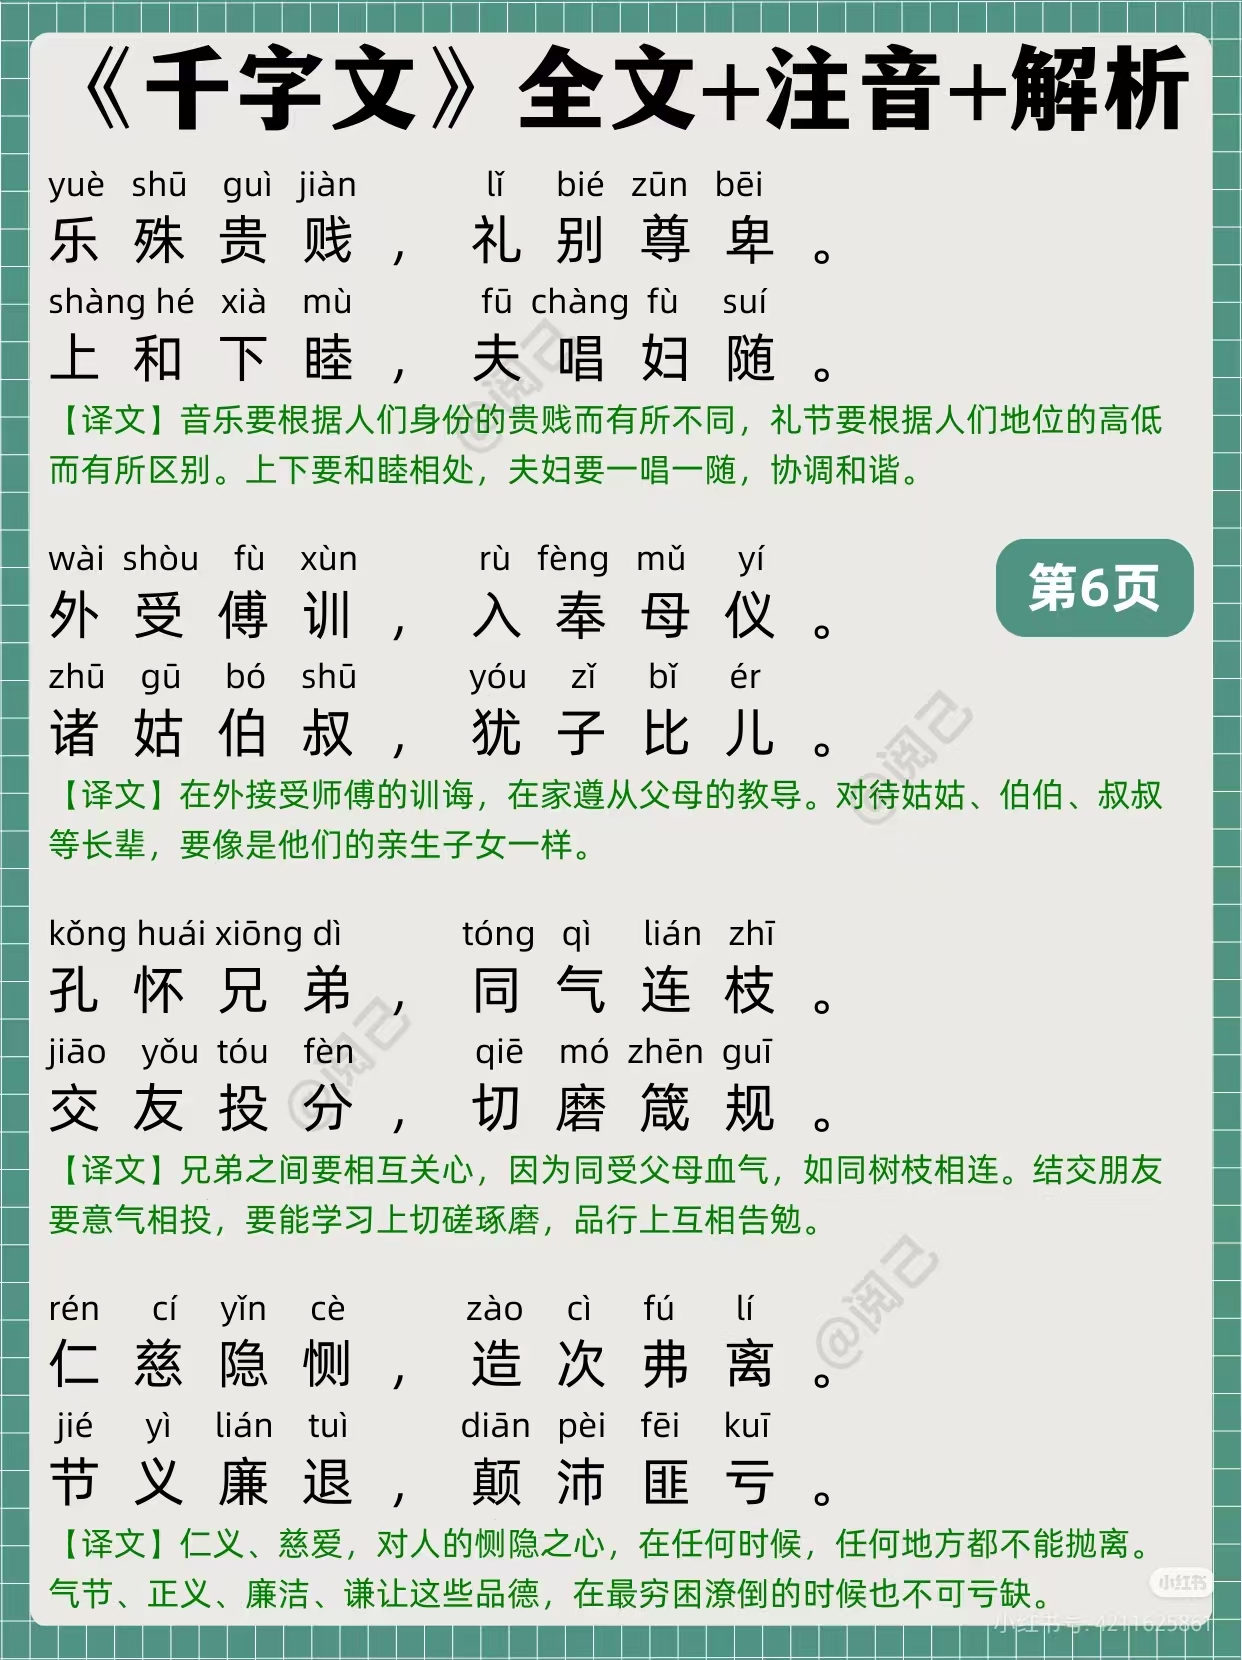 《千字文》全文+注音+解析
yuè shū guì jiàn lǐ bié zūn bēi
乐殊贵贱，礼别尊卑。
shàng hé xià mù fū chàng fù suí
上和下睦，夫唱妇随。
【译文】音乐要根据人们身份的贵贱而有所不同，礼节要根据人们地位的高低
而有所区别。上下要和睦相处，夫妇要一唱一随，协调和谐。
wài shòu fù xùn rù fèng mǔ yí
外受傅训，入奉母仪。
第6页
zhū gū bó shū yóu zǐ bǐ ér
诸姑伯叔，犹子比儿。
【译文】在外接受师傅的训诲，在家遵从父母的教导。对待姑姑、伯伯、叔叔
等长辈，要像是他们的亲生子女一样。
kǒng huái xiōng dì tóng qì lián zhī
孔怀兄弟，同气连枝。
jiāo yǒu tóu fèn qiē mó zhēn guī
交友投分，切磨箴规。
【译文】兄弟之间要相互关心，因为同受父母血气，如同树枝相连。结交朋友
要意气相投，要能学习上切磋琢磨，品行上互相告勉。
rén cí yǐn cè zào cì fú lí
仁慈隐恻，造次弗离。
jié yì lián tuì diān pèi fēi kuī
节义廉退，颠沛匪亏。
【译文】仁义、慈爱，对人的恻隐之心，在任何时候，任何地方都不能抛离。
气节、正义、廉洁、谦让这些品德，在最穷困潦倒的时候也不可亏缺。
@阅己
@阅己
@阅己
@阅己
小红书
小红书号: 4211625861